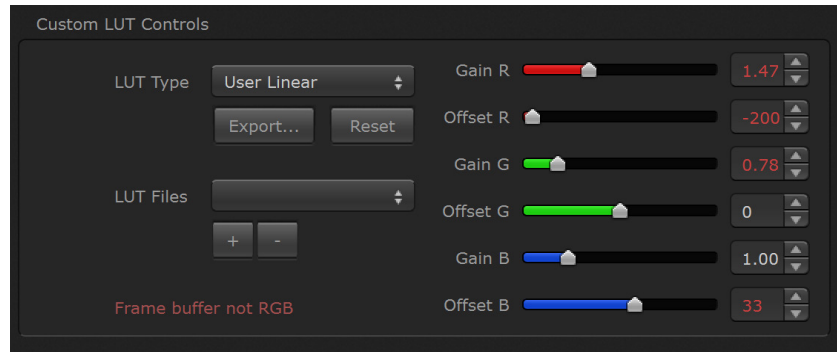 Custom LUT Controls
LUT Type
User Linear
Export...
Reset
LUT Files
+
-
Frame buffer not RGB
Gain R
1.47
Offset R
-200
Gain G
0.78
Offset G
0
Gain B
1.00
Offset B
33